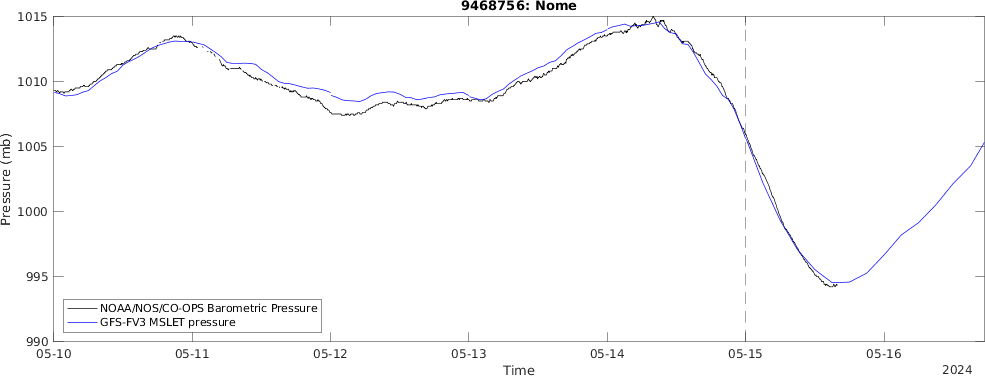 9468756: Nome
1015
1010
1005
1000
995
990
Pressure (mb)
NOAA/NOS/CO-OPS Barometric Pressure
GFS-FV3 MSLET pressure
05-10
05-11
05-12
05-13
05-14
05-15
05-16
Time
2024